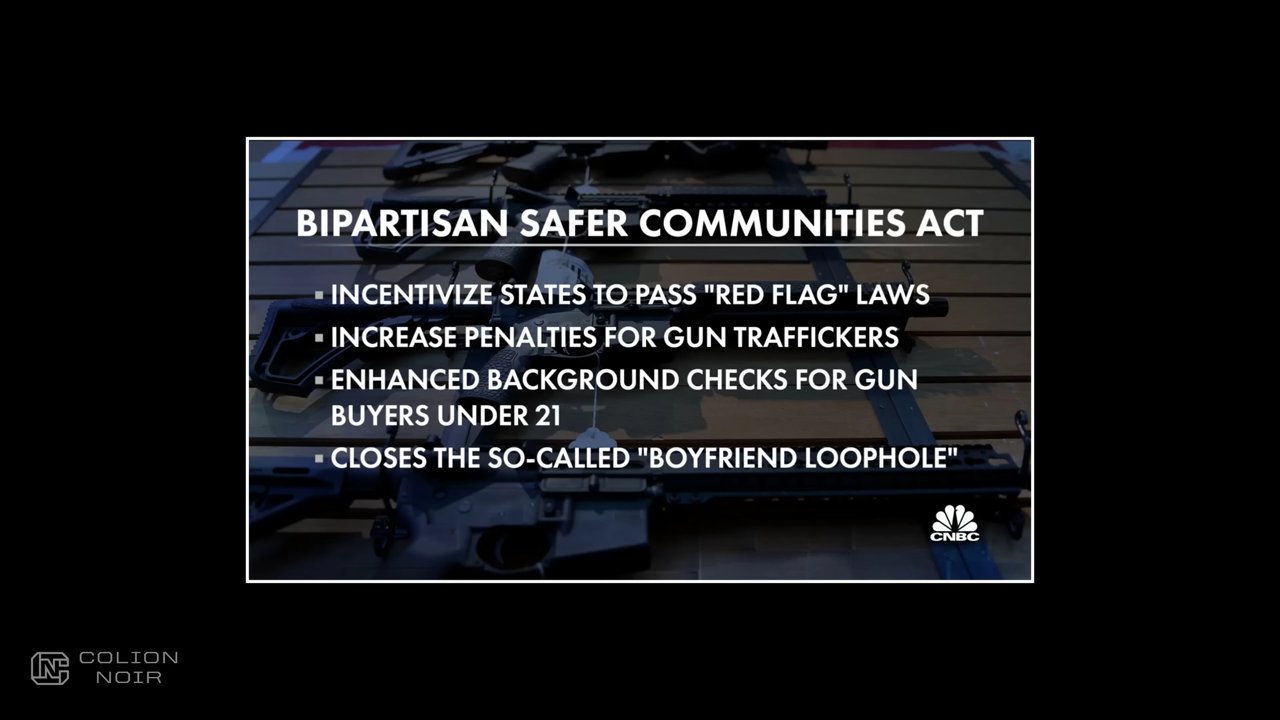 BIPARTISAN SAFER COMMUNITIES ACT
INCENTIVIZE STATES TO PASS "RED FLAG" LAWS
INCREASE PENALTIES FOR GUN TRAFFICKERS
ENHANCED BACKGROUND CHECKS FOR GUN
BUYERS UNDER 21
CLOSES THE SO-CALLED "BOYFRIEND LOOPHOLE"
CNBC
COLION
NOIR